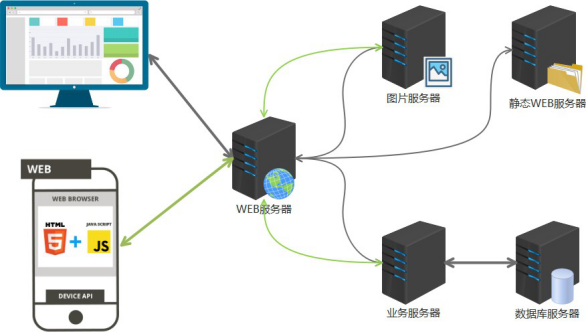 图片服务器
静态WEB服务器
WEB服务器
WEB
WEB BROWSER
HTML
5
+
JAVASCRIPT
JS
DEVICE API
业务服务器
数据库服务器